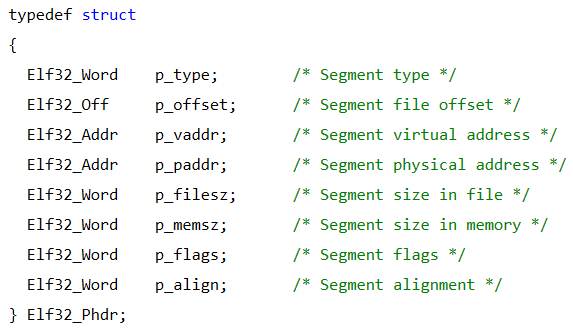 typedef struct
{
  Elf32_Word    p_type;        /* Segment type */
  Elf32_Off     p_offset;      /* Segment file offset */
  Elf32_Addr    p_vaddr;       /* Segment virtual address */
  Elf32_Addr    p_paddr;       /* Segment physical address */
  Elf32_Word    p_filesz;      /* Segment size in file */
  Elf32_Word    p_memsz;       /* Segment size in memory */
  Elf32_Word    p_flags;       /* Segment flags */
  Elf32_Word    p_align;       /* Segment alignment */
} Elf32_Phdr;